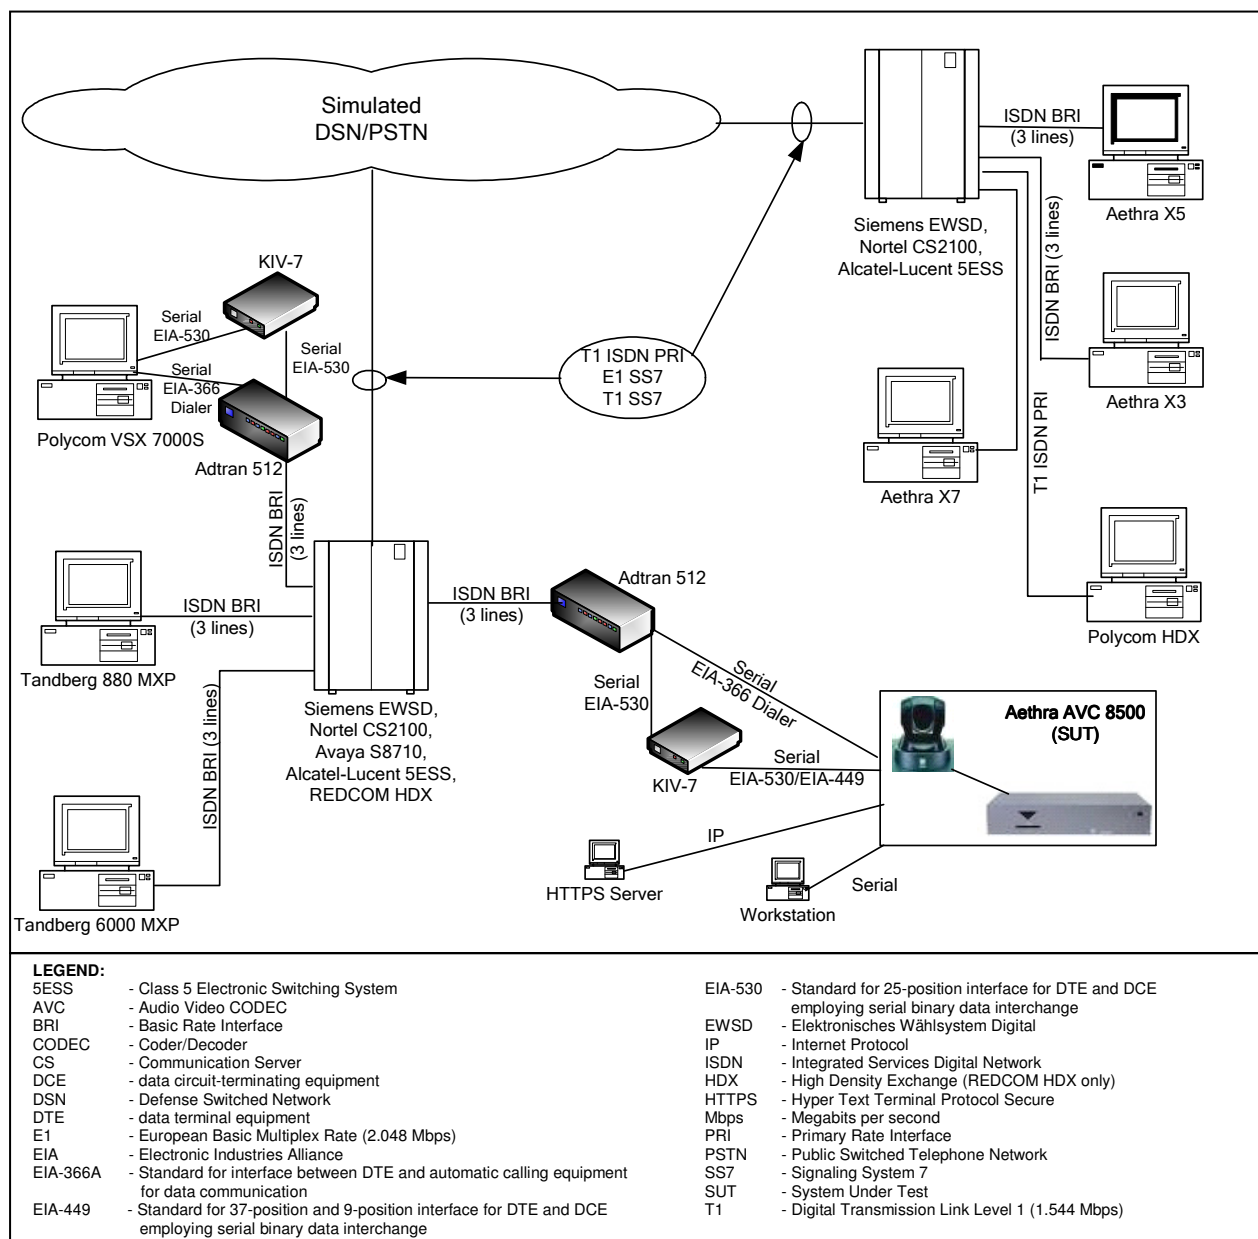 Simulated
DSN/PSTN
ISDN BRI
(3 lines)
Aethra X5
Siemens EWSD,
Nortel CS2100,
Alcatel-Lucent 5ESS
ISDN BRI (3 lines)
Aethra X3
T1 ISDN PRI
Aethra X7
Polycom HDX
KIV-7
Serial
EIA-530
Serial
EIA-366
Dialer
Serial
EIA-530
T1 ISDN PRI
E1 SS7
T1 SS7
Polycom VSX 7000S
Adtran 512
ISDN BRI
(3 lines)
ISDN BRI
(3 lines)
Tandberg 880 MXP
ISDN BRI
(3 lines)
Adtran 512
Siemens EWSD,
Nortel CS2100,
Avaya S8710,
Alcatel-Lucent 5ESS,
REDCOM HDX
ISDN BRI (3 lines)
Tandberg 6000 MXP
Serial
EIA-530
Serial
EIA-366 Dialer
KIV-7
Serial
EIA-530/EIA-449
Aethra AVC 8500
(SUT)
IP
HTTPS Server
Serial
Workstation
LEGEND:
5ESS - Class 5 Electronic Switching System
AVC - Audio Video CODEC
BRI - Basic Rate Interface
CODEC - Coder/Decoder
CS - Communication Server
DCE - data circuit-terminating equipment
DSN - Defense Switched Network
DTE - data terminal equipment
E1 - European Basic Multiplex Rate (2.048 Mbps)
EIA - Electronic Industries Alliance
EIA-366A - Standard for interface between DTE and automatic calling equipment
for data communication
EIA-449 - Standard for 37-position and 9-position interface for DTE and DCE
employing serial binary data interchange
EIA-530 - Standard for 25-position interface for DTE and DCE
employing serial binary data interchange
EWSD - Elektronisches Wählsystem Digital
IP - Internet Protocol
ISDN - Integrated Services Digital Network
HDX - High Density Exchange (REDCOM HDX only)
HTTPS - Hyper Text Terminal Protocol Secure
Mbps - Megabits per second
PRI - Primary Rate Interface
PSTN - Public Switched Telephone Network
SS7 - Signaling System 7
SUT - System Under Test
T1 - Digital Transmission Link Level 1 (1.544 Mbps)